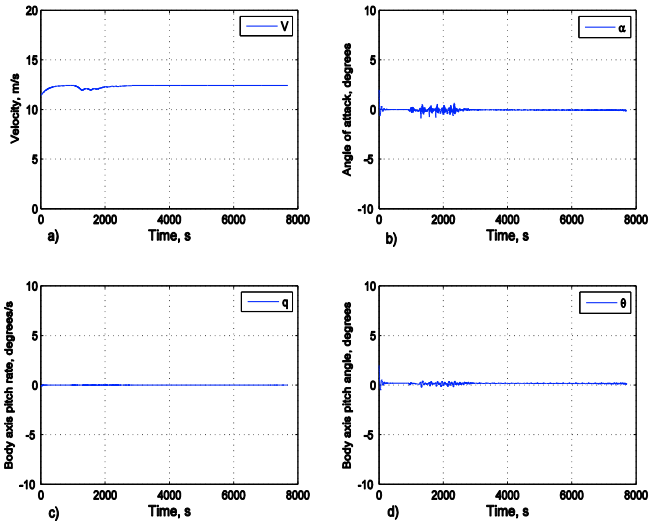 20
15
10
5
0
Velocity, m/s
V
0 2000 4000 6000 8000
Time, s
a)
10
5
0
-5
-10
Angle of attack, degrees
α
0 2000 4000 6000 8000
Time, s
b)
10
5
0
-5
-10
Body axis pitch rate, degrees/s
q
0 2000 4000 6000 8000
Time, s
c)
10
5
0
-5
-10
Body axis pitch angle, degrees
θ
0 2000 4000 6000 8000
Time, s
d)